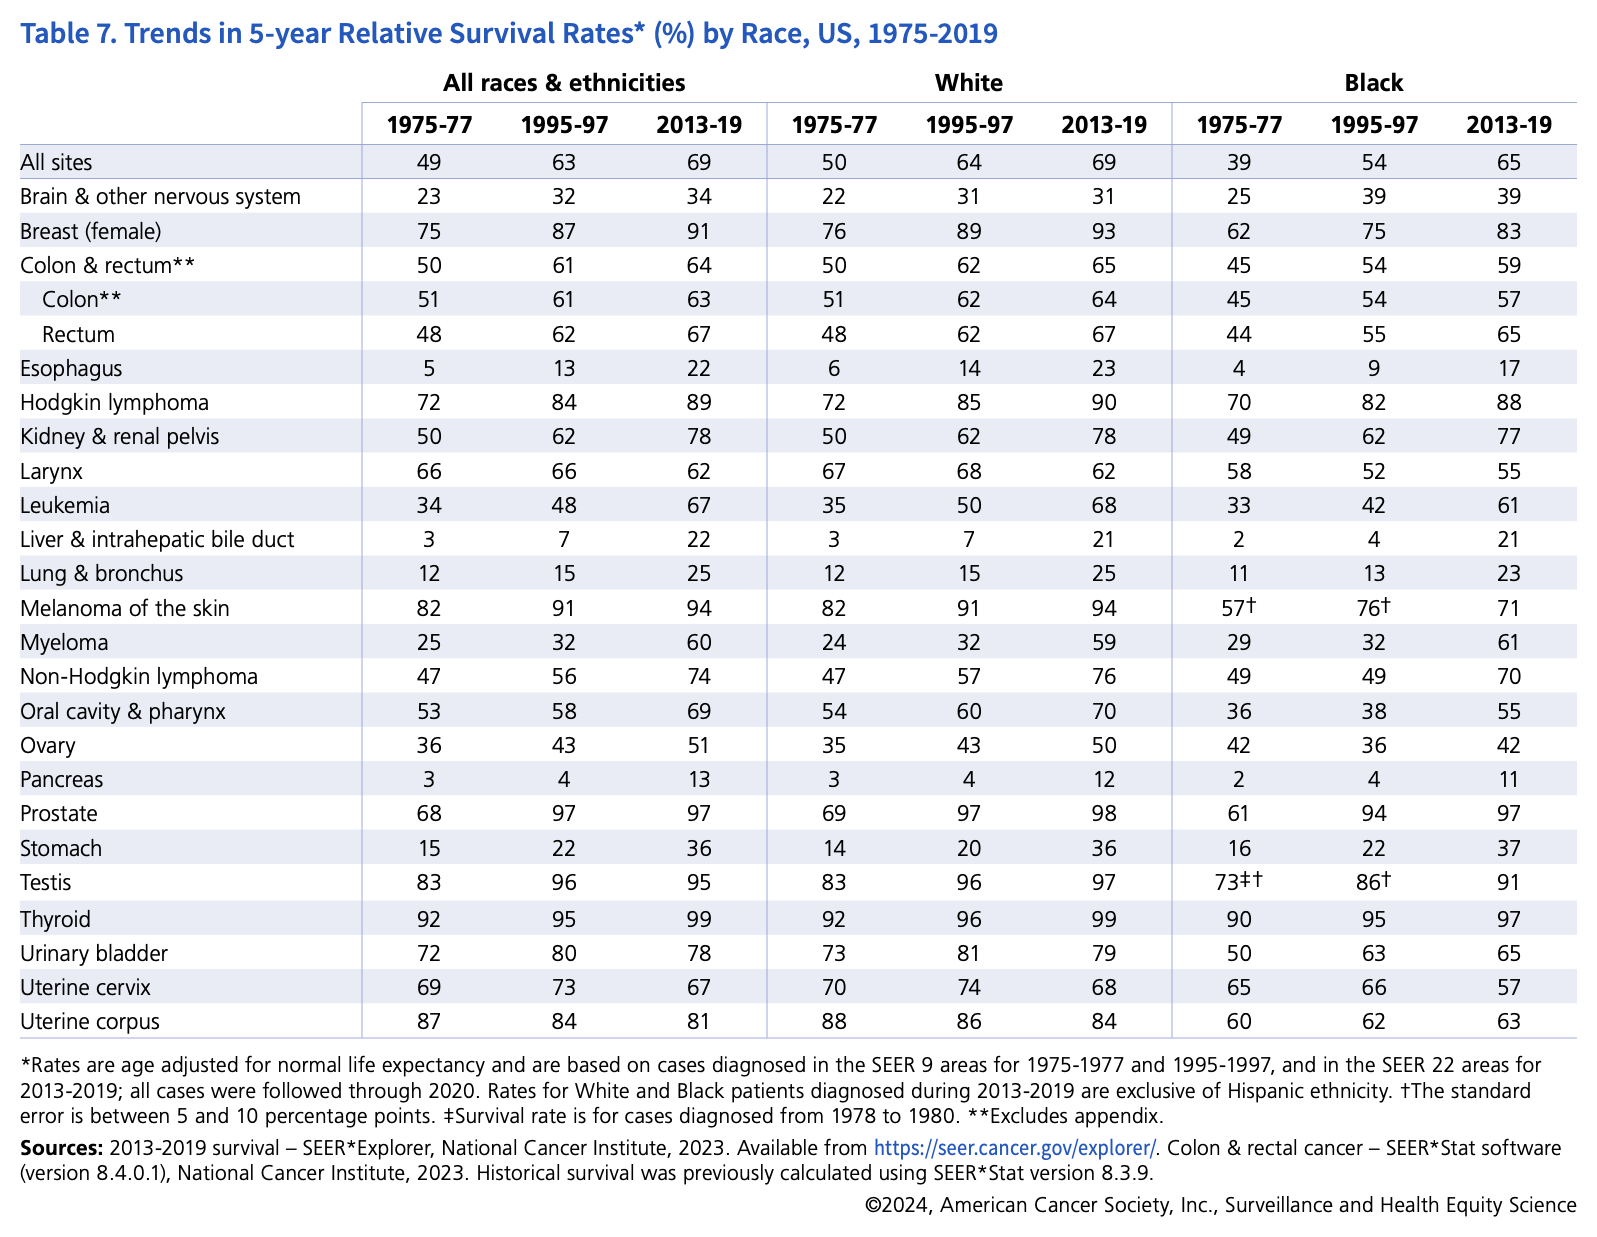 Table 7. Trends in 5-year Relative Survival Rates* (%) by Race, US, 1975-2019
All races & ethnicities White Black
1975-77 1995-97 2013-19 1975-77 1995-97 2013-19 1975-77 1995-97 2013-19
All sites 49 63 69 50 64 69 39 54 65
Brain & other nervous system 23 32 34 22 31 31 25 39 39
Breast (female) 75 87 91 76 89 93 62 75 83
Colon & rectum** 50 61 64 50 62 65 45 54 59
Colon** 51 61 63 51 62 64 45 54 57
Rectum 48 62 67 48 62 67 44 55 65
Esophagus 5 13 22 6 14 23 4 9 17
Hodgkin lymphoma 72 84 89 72 85 90 70 82 88
Kidney & renal pelvis 50 62 78 50 62 78 49 62 77
Larynx 66 66 62 67 68 62 58 52 55
Leukemia 34 48 67 35 50 68 33 42 61
Liver & intrahepatic bile duct 3 7 22 3 7 21 2 4 21
Lung & bronchus 12 15 25 12 15 25 11 13 23
Melanoma of the skin 82 91 94 82 91 94 57† 76† 71
Myeloma 25 32 60 24 32 59 29 32 61
Non-Hodgkin lymphoma 47 56 74 47 57 76 49 49 70
Oral cavity & pharynx 53 58 69 54 60 70 36 38 55
Ovary 36 43 51 35 43 50 42 36 42
Pancreas 3 4 13 3 4 12 2 4 11
Prostate 68 97 97 69 97 98 61 94 97
Stomach 15 22 36 14 20 36 16 22 37
Testis 83 96 95 83 96 97 73‡† 86† 91
Thyroid 92 95 99 92 96 99 90 95 97
Urinary bladder 72 80 78 73 81 79 50 63 65
Uterine cervix 69 73 67 70 74 68 65 66 57
Uterine corpus 87 84 81 88 86 84 60 62 63
*Rates are age adjusted for normal life expectancy and are based on cases diagnosed in the SEER 9 areas for 1975-1977 and 1995-1997, and in the SEER 22 areas for
2013-2019; all cases were followed through 2020. Rates for White and Black patients diagnosed during 2013-2019 are exclusive of Hispanic ethnicity. †The standard
error is between 5 and 10 percentage points. ‡Survival rate is for cases diagnosed from 1978 to 1980. **Excludes appendix.
Sources: 2013-2019 survival – SEER*Explorer, National Cancer Institute, 2023. Available from https://seer.cancer.gov/explorer/. Colon & rectal cancer – SEER*Stat software
(version 8.4.0.1), National Cancer Institute, 2023. Historical survival was previously calculated using SEER*Stat version 8.3.9.
©2024, American Cancer Society, Inc., Surveillance and Health Equity Science